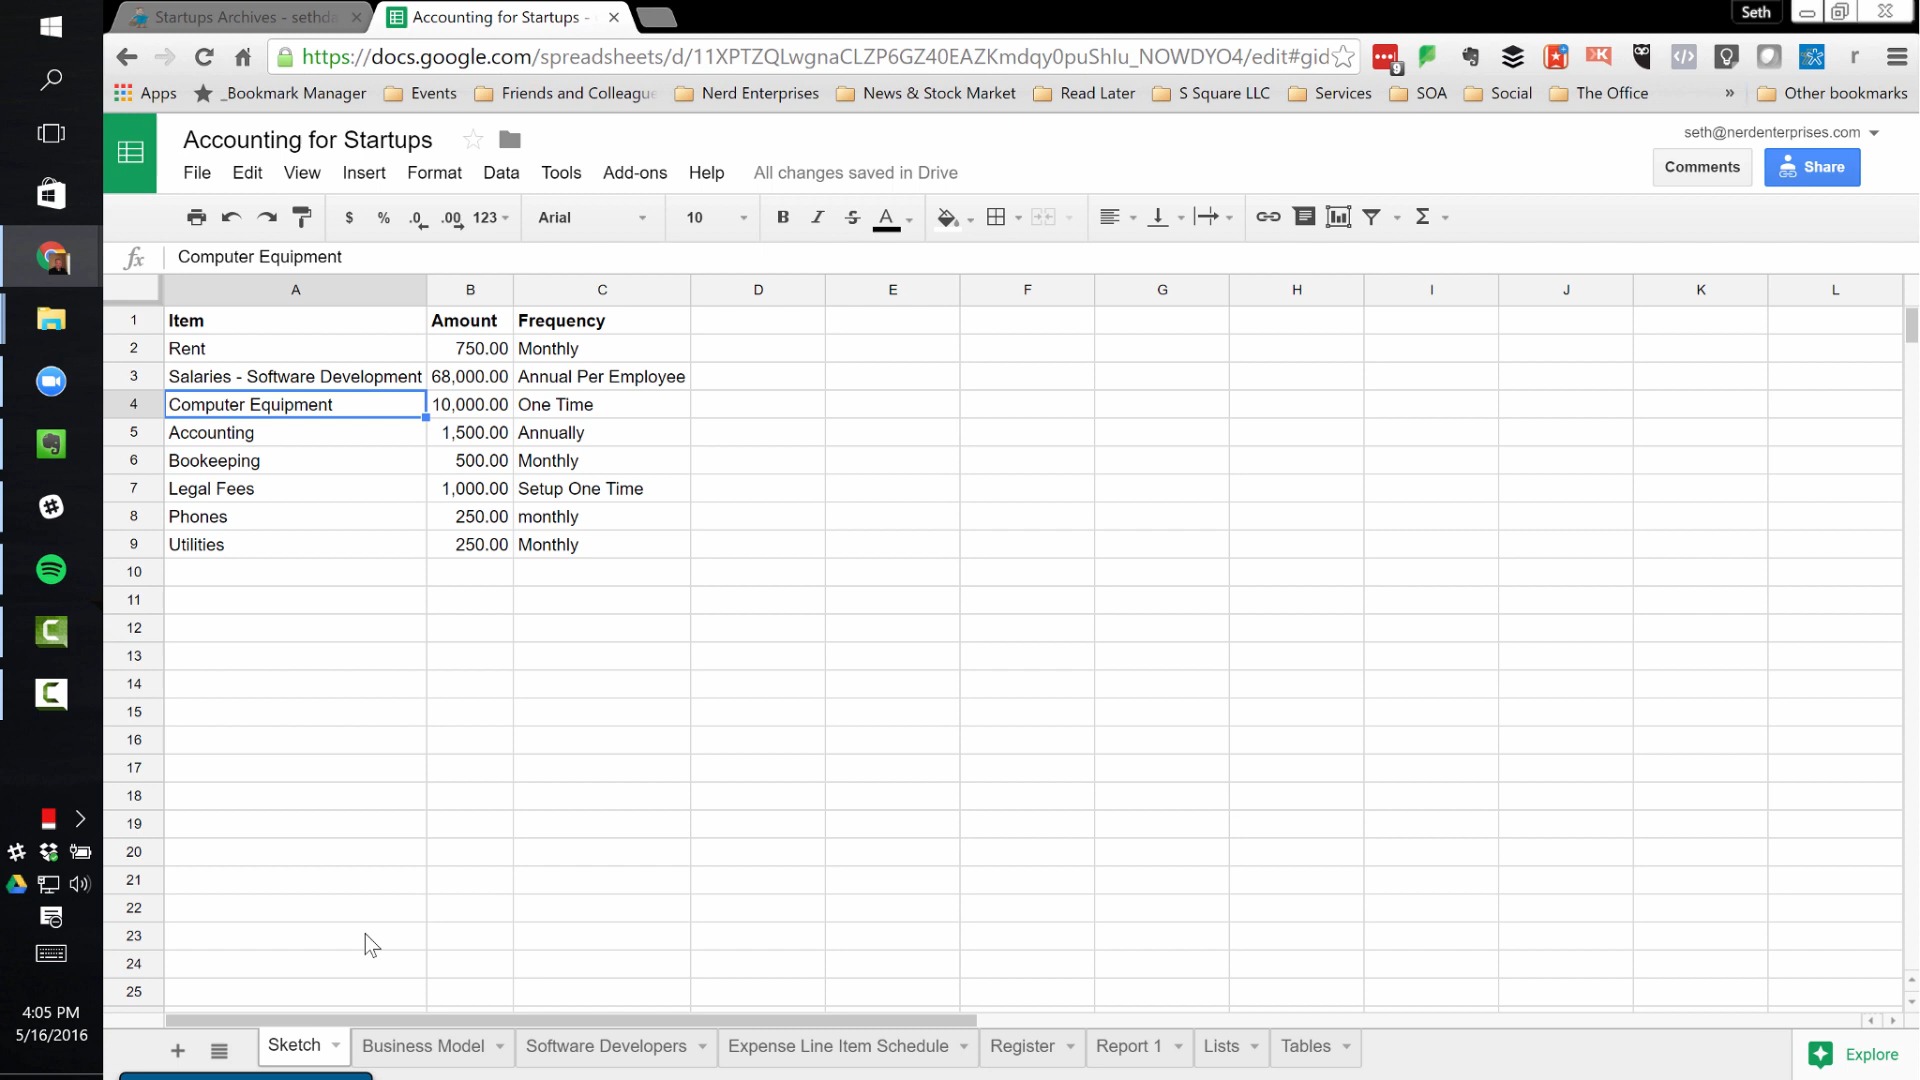 Startups Archives - sethda
Accounting for Startups -
Seth
https://docs.google.com/spreadsheets/d/11XPTZQLwgnaCLZP6GZ40EAZKmdqy0puShlu_NOWDYO4/edit#gid
9
r
Apps
_Bookmark Manager
Events
Friends and Colleague
Nerd Enterprises
News & Stock Market
Read Later
S Square LLC
Services
SOA
Social
The Office
»
Other bookmarks
Accounting for Startups
seth@nerdenterprises.com
File Edit View Insert Format Data Tools Add-ons Help All changes saved in Drive
Comments
Share
$ % .0 .00 123 Arial 10 B I S A Σ
fx Computer Equipment
A B C D E F G H I J K L
1 Item Amount Frequency
2 Rent 750.00 Monthly
3 Salaries - Software Development 68,000.00 Annual Per Employee
4 Computer Equipment 10,000.00 One Time
5 Accounting 1,500.00 Annually
6 Bookeeping 500.00 Monthly
7 Legal Fees 1,000.00 Setup One Time
8 Phones 250.00 monthly
9 Utilities 250.00 Monthly
10
11
12
13
14
15
16
17
18
19
20
21
22
23
24
25
4:05 PM
5/16/2016
Sketch Business Model Software Developers Expense Line Item Schedule Register Report 1 Lists Tables
Explore